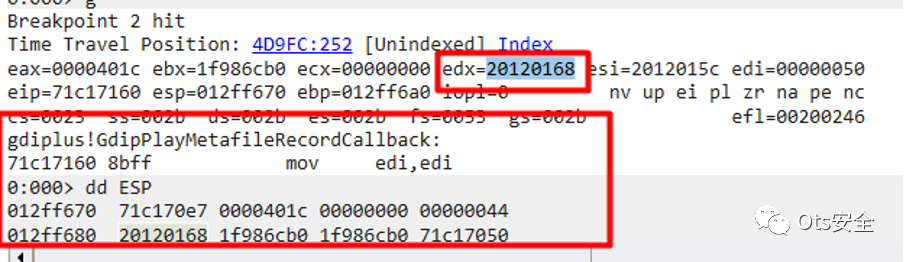 Breakpoint 2 hit
Time Travel Position: 4D9FC:252 [Unindexed] Index
eax=0000401c ebx=1f986cb0 ecx=00000000 edx=20120168 esi=2012015c edi=00000050
eip=71c17160 esp=012ff670 ebp=012ff6a0 iopl=0 nv up ei pl zr na pe nc
cs=0023 ss=002b ds=002b es=002b fs=0053 gs=002b efl=00200246
gdiplus!GdipPlayMetafileRecordCallback:
71c17160 8bff mov edi,edi
0:000> dd ESP
012ff670 71c170e7 0000401c 00000000 00000044
012ff680 20120168 1f986cb0 1f986cb0 71c17050
Ots安全